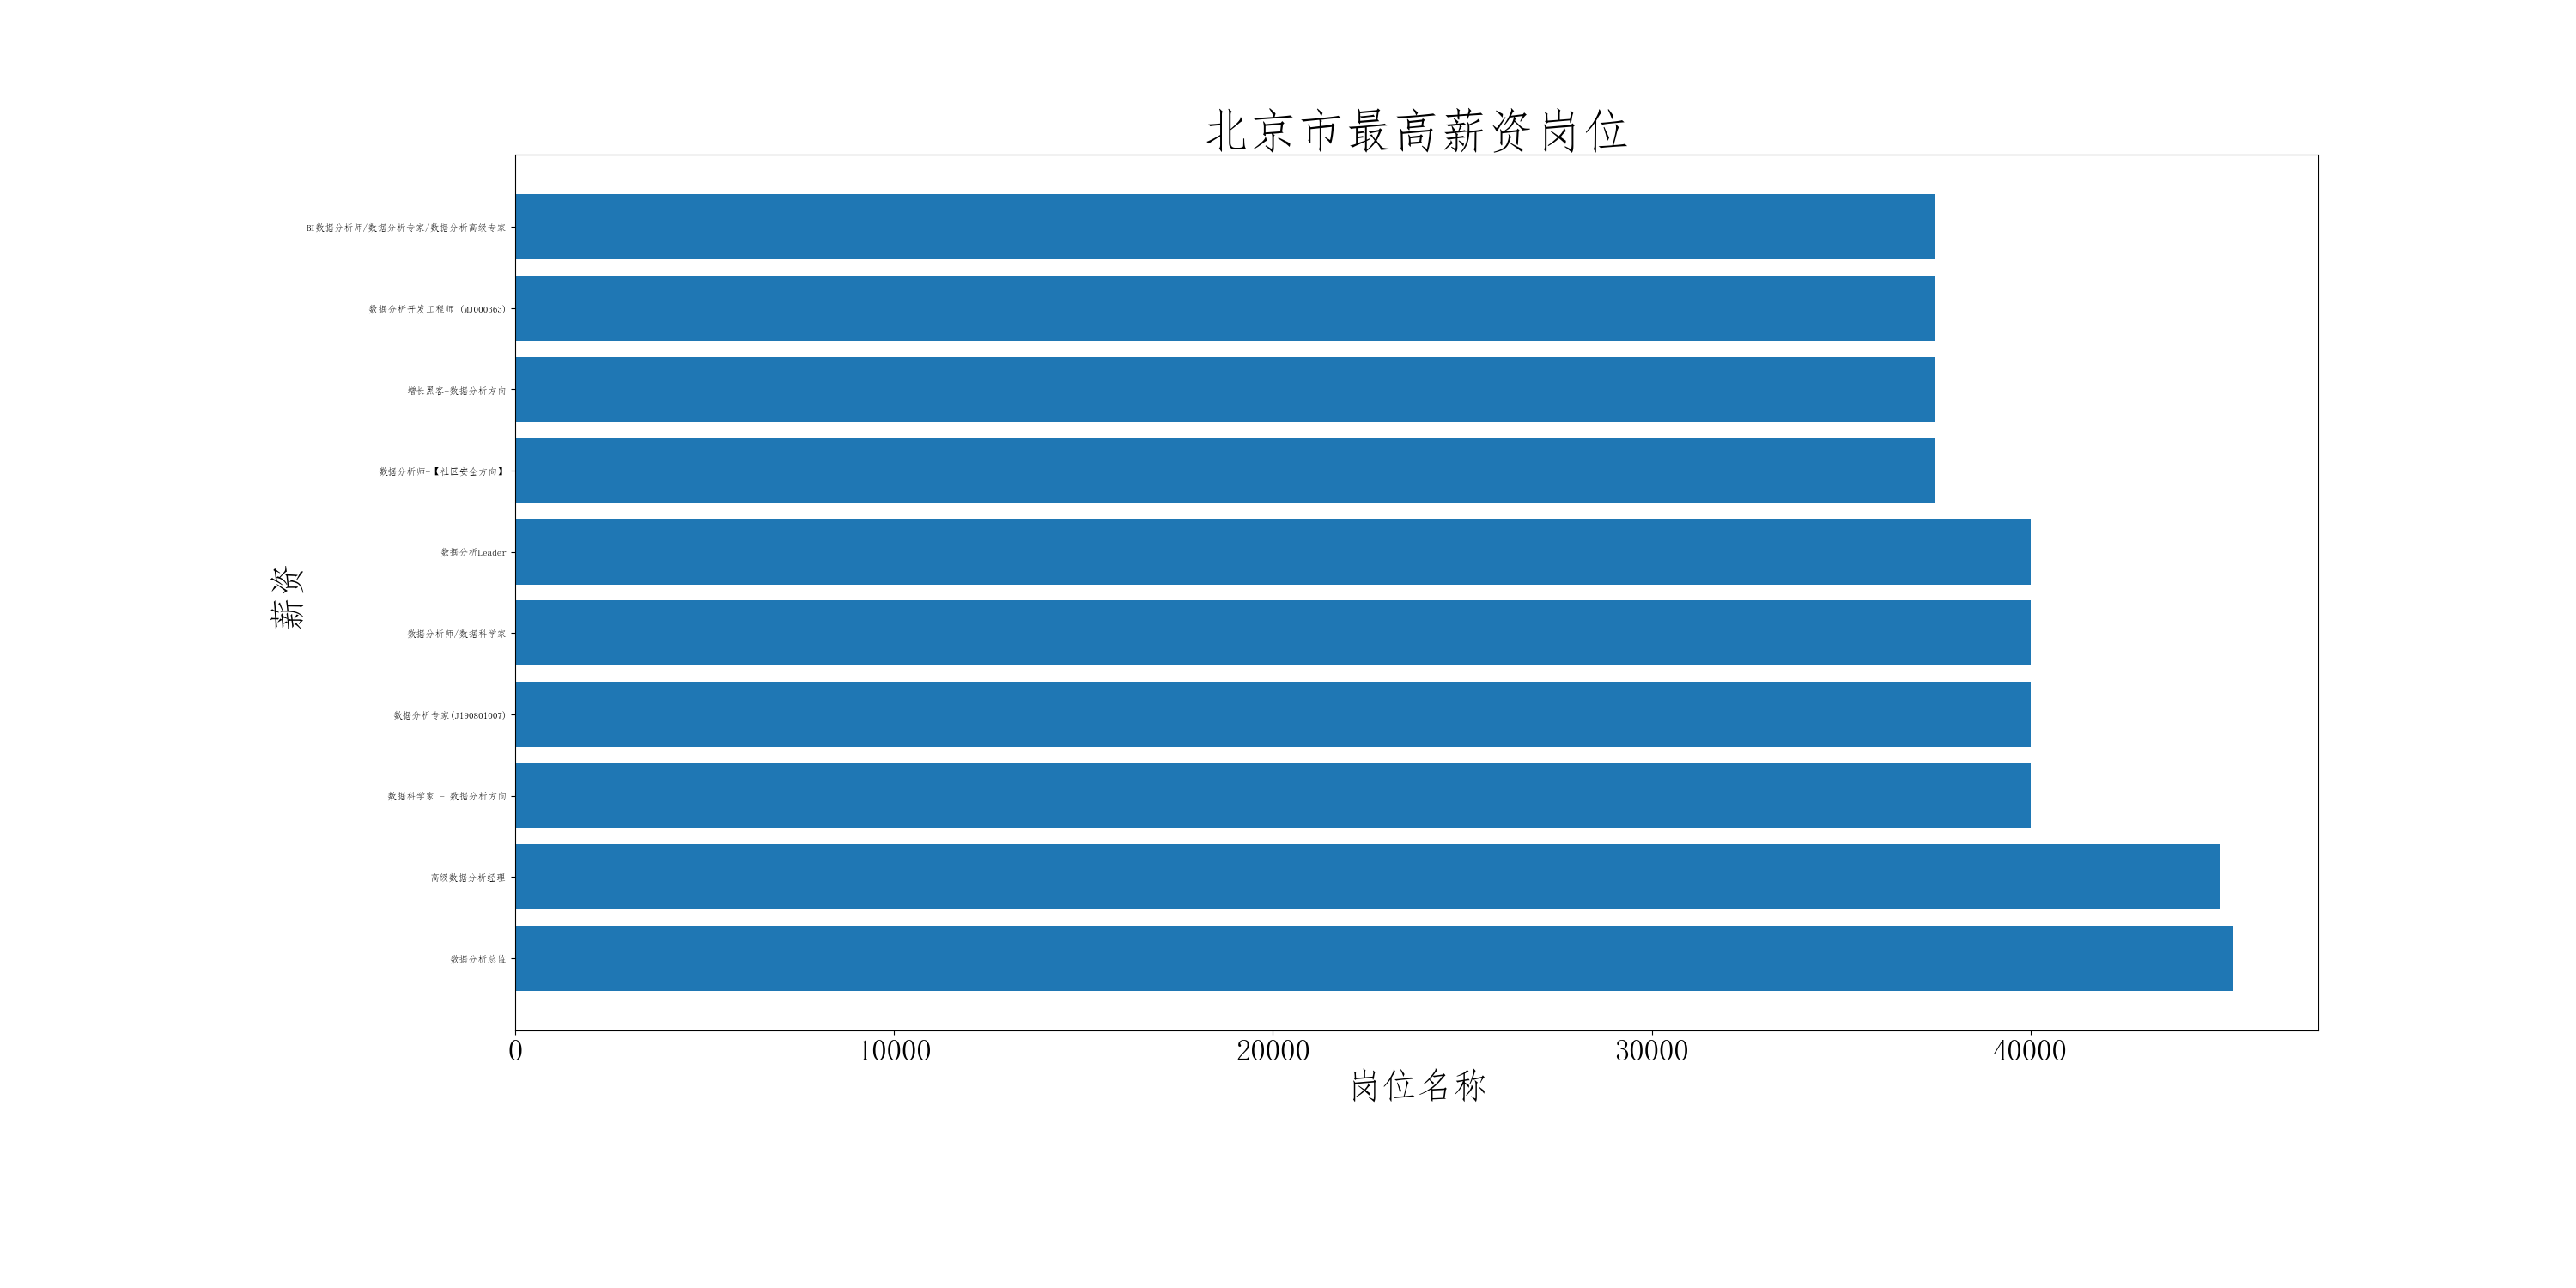 北京市最高薪资岗位
BI数据分析师/数据分析专家/数据分析高级专家
数据分析开发工程师 (MJ000363)
增长黑客-数据分析方向
数据分析师-【社区安全方向】
数据分析Leader
数据分析师/数据科学家
数据分析专家(J190801007)
数据科学家 - 数据分析方向
高级数据分析经理
数据分析总监
薪资
0 10000 20000 30000 40000
岗位名称